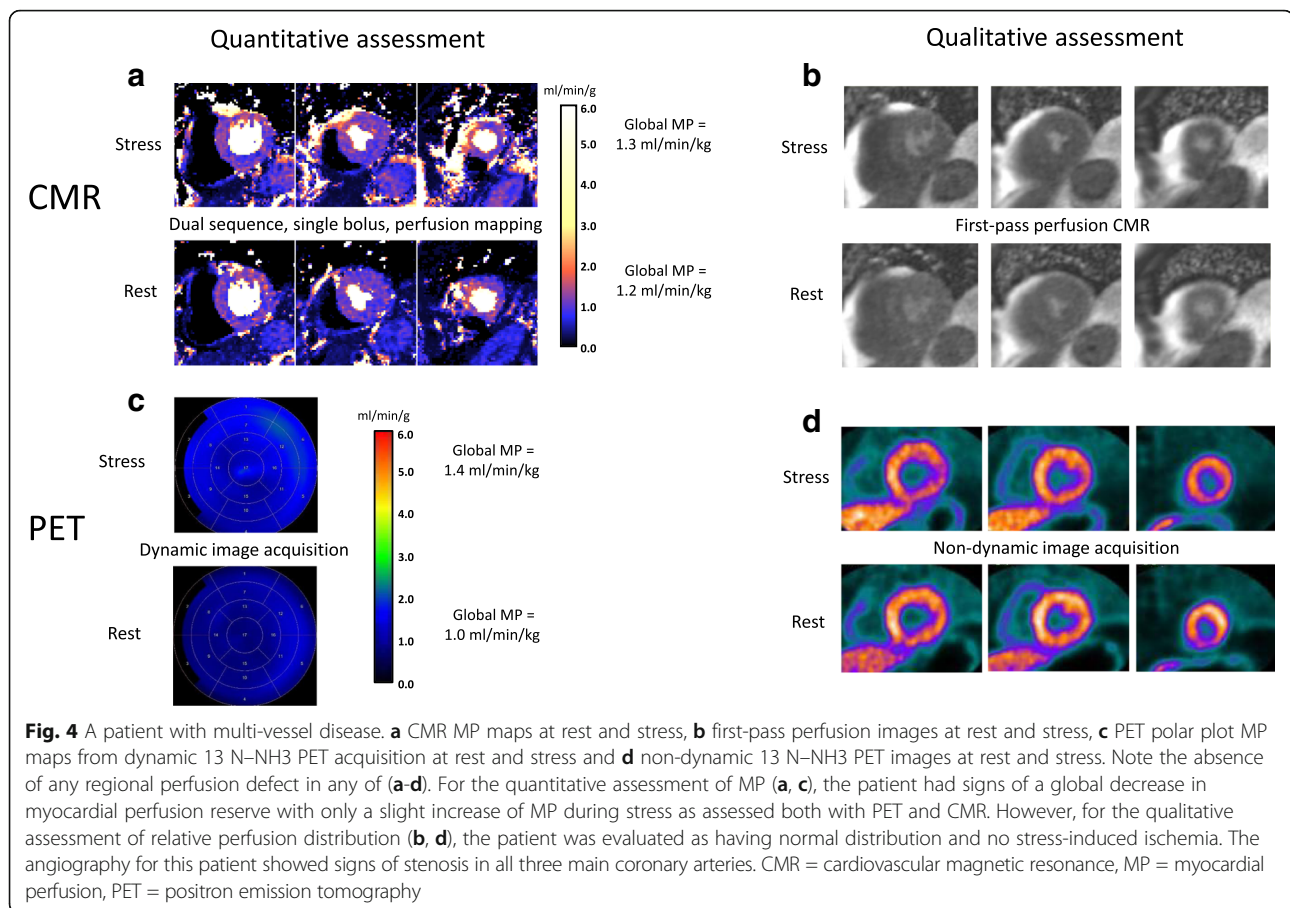 Quantitative assessment
Qualitative assessment
a
b
ml/min/g
6.0
5.0
4.0
3.0
2.0
1.0
0.0
CMR
Stress
Global MP =
1.3 ml/min/kg
Dual sequence, single bolus, perfusion mapping
Rest
Global MP =
1.2 ml/min/kg
Stress
First-pass perfusion CMR
Rest
c
d
ml/min/g
6.0
5.0
4.0
3.0
2.0
1.0
0.0
PET
Stress
Global MP =
1.4 ml/min/kg
Dynamic image acquisition
Rest
Global MP =
1.0 ml/min/kg
Stress
Non-dynamic image acquisition
Rest
Fig. 4 A patient with multi-vessel disease. a CMR MP maps at rest and stress, b first-pass perfusion images at rest and stress, c PET polar plot MP
maps from dynamic 13 N–NH3 PET acquisition at rest and stress and d non-dynamic 13 N–NH3 PET images at rest and stress. Note the absence
of any regional perfusion defect in any of (a-d). For the quantitative assessment of MP (a, c), the patient had signs of a global decrease in
myocardial perfusion reserve with only a slight increase of MP during stress as assessed both with PET and CMR. However, for the qualitative
assessment of relative perfusion distribution (b, d), the patient was evaluated as having normal distribution and no stress-induced ischemia. The
angiography for this patient showed signs of stenosis in all three main coronary arteries. CMR = cardiovascular magnetic resonance, MP = myocardial
perfusion, PET = positron emission tomography